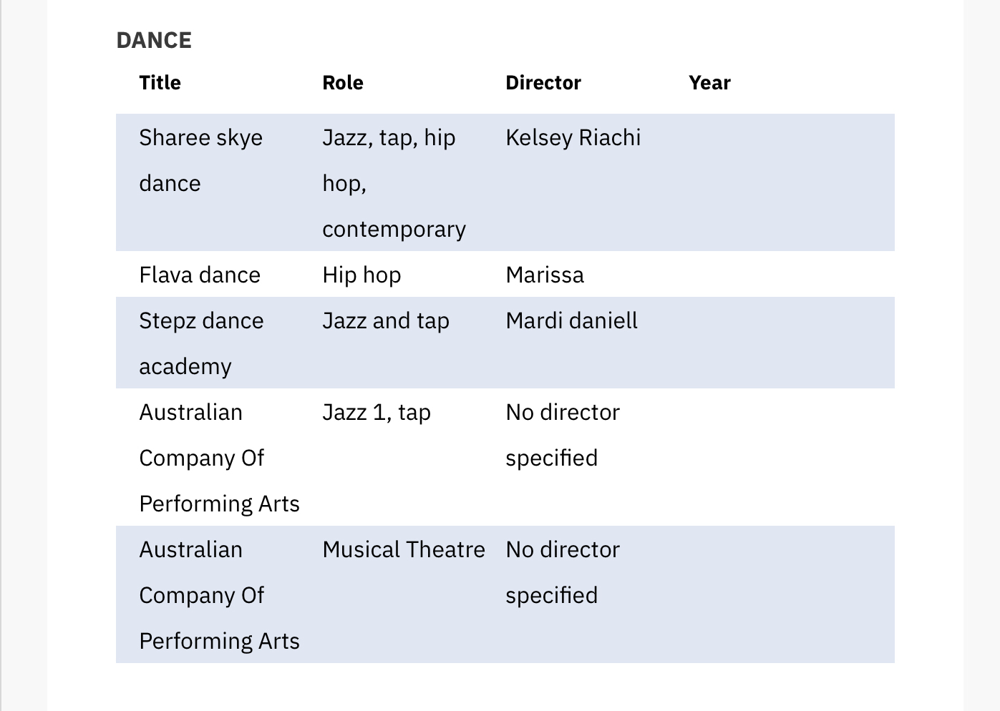 DANCE
Title Role Director Year
Sharee skye Jazz, tap, hip Kelsey Riachi
dance hop,
contemporary
Flava dance Hip hop Marissa
Stepz dance Jazz and tap Mardi daniell
academy
Australian Jazz 1, tap No director
Company Of specified
Performing Arts
Australian Musical Theatre No director
Company Of specified
Performing Arts